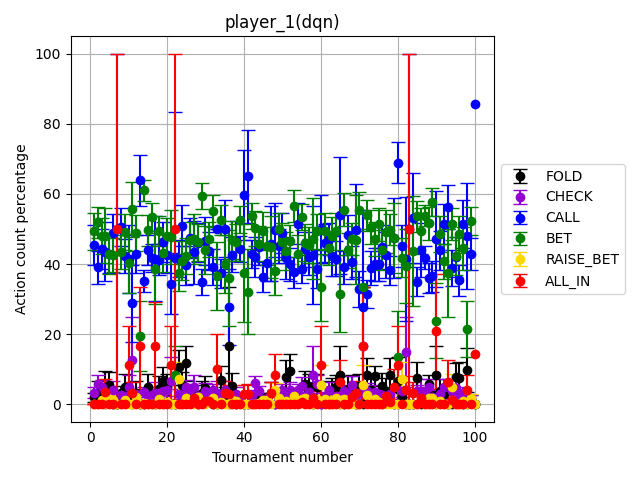 player_1(dqn)
Action count percentage
100
80
60
40
20
0
0 20 40 60 80 100
Tournament number
FOLD
CHECK
CALL
BET
RAISE_BET
ALL_IN